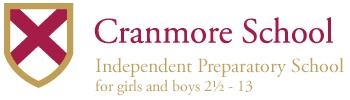 Cranmore School
Independent Preparatory School
for girls and boys 2½ - 13